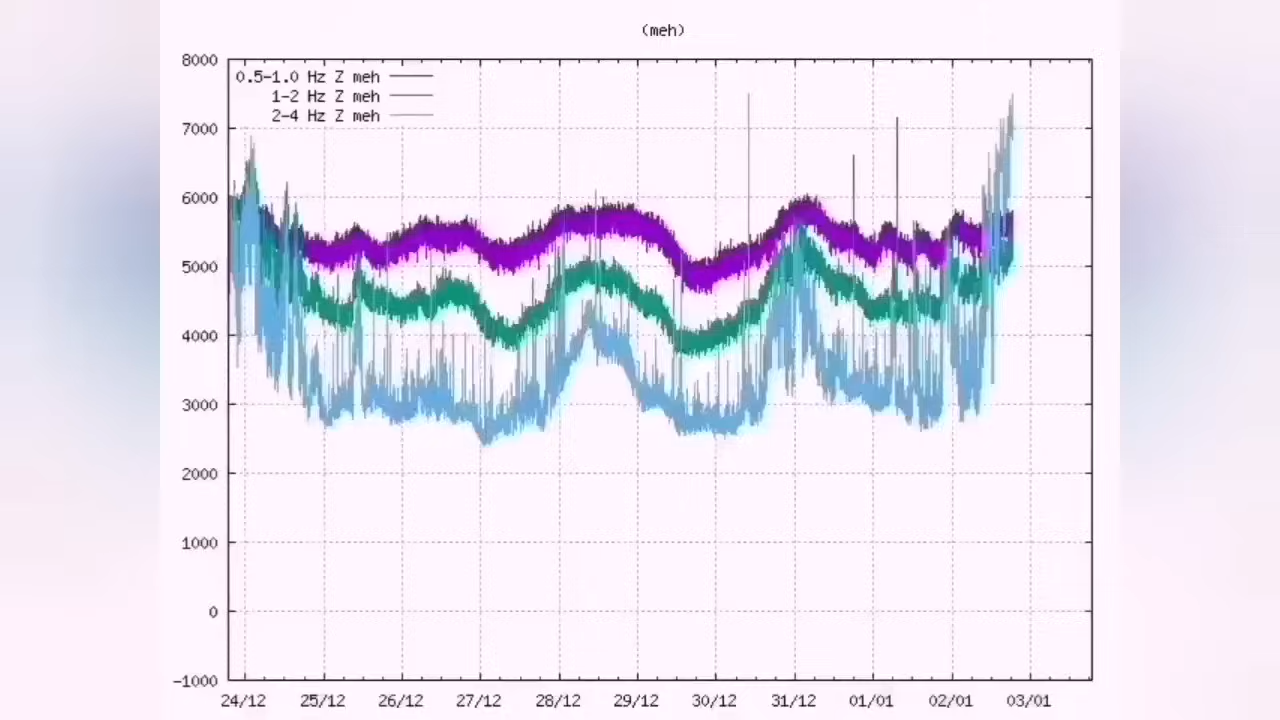 (meh)
8000
0.5-1.0 Hz Z meh
1-2 Hz Z meh
2-4 Hz Z meh
7000
6000
5000
4000
3000
2000
1000
0
-1000
24/12 25/12 26/12 27/12 28/12 29/12 30/12 31/12 01/01 02/01 03/01